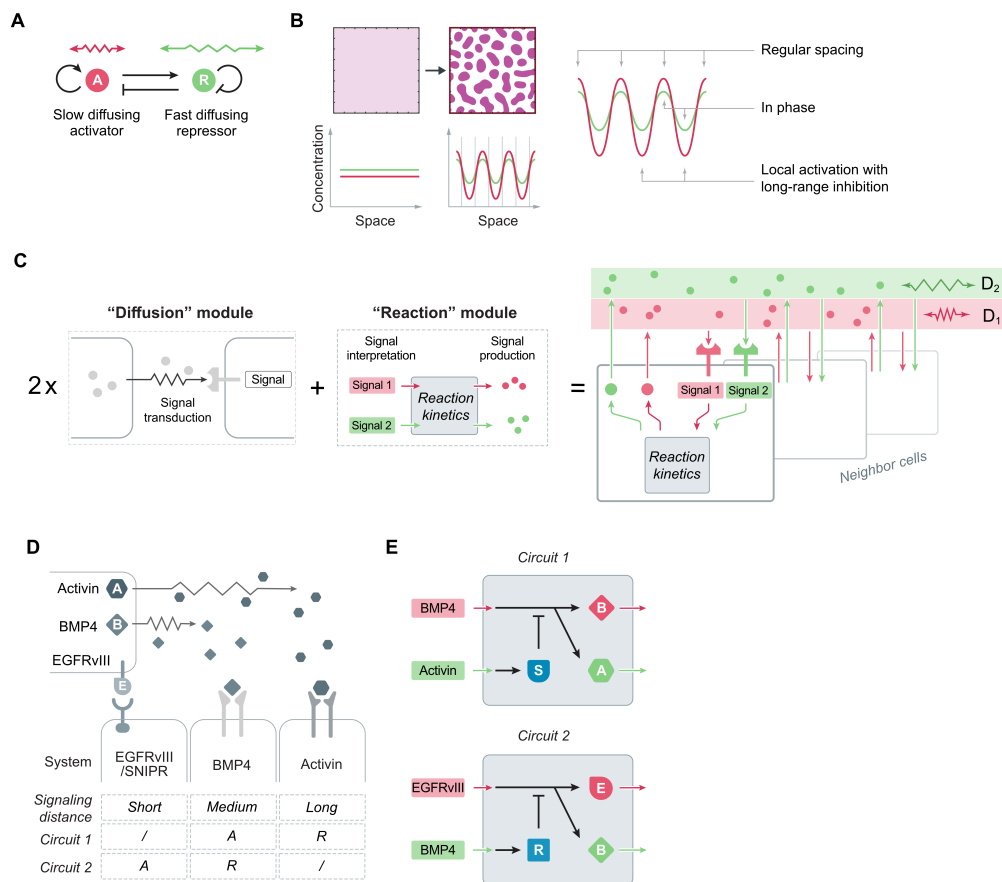 A
A
R
Slow diffusing
activator
Fast diffusing
repressor
B
Concentration
Space
Space
Regular spacing
In phase
Local activation with
long-range inhibition
C
2x
“Diffusion” module
Signal
transduction
Signal
+
“Reaction” module
Signal
interpretation
Signal
production
Signal 1
Signal 2
Reaction
kinetics
=
D2
D1
Signal 1
Signal 2
Reaction
kinetics
Neighbor cells
D
Activin
A
BMP4
B
EGFRvIII
E
System
EGFRvIII
/SNIPR
BMP4
Activin
Signaling
distance
Short
Medium
Long
Circuit 1
/
A
R
Circuit 2
A
R
/
E
Circuit 1
BMP4
B
Activin
S
A
Circuit 2
EGFRvIII
E
BMP4
R
B